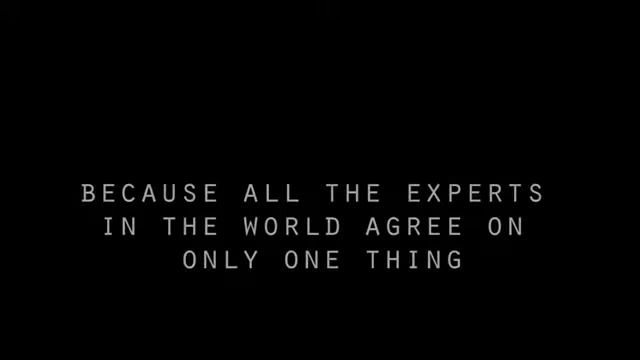 BECAUSE ALL THE EXPERTS
IN THE WORLD AGREE ON
ONLY ONE THING